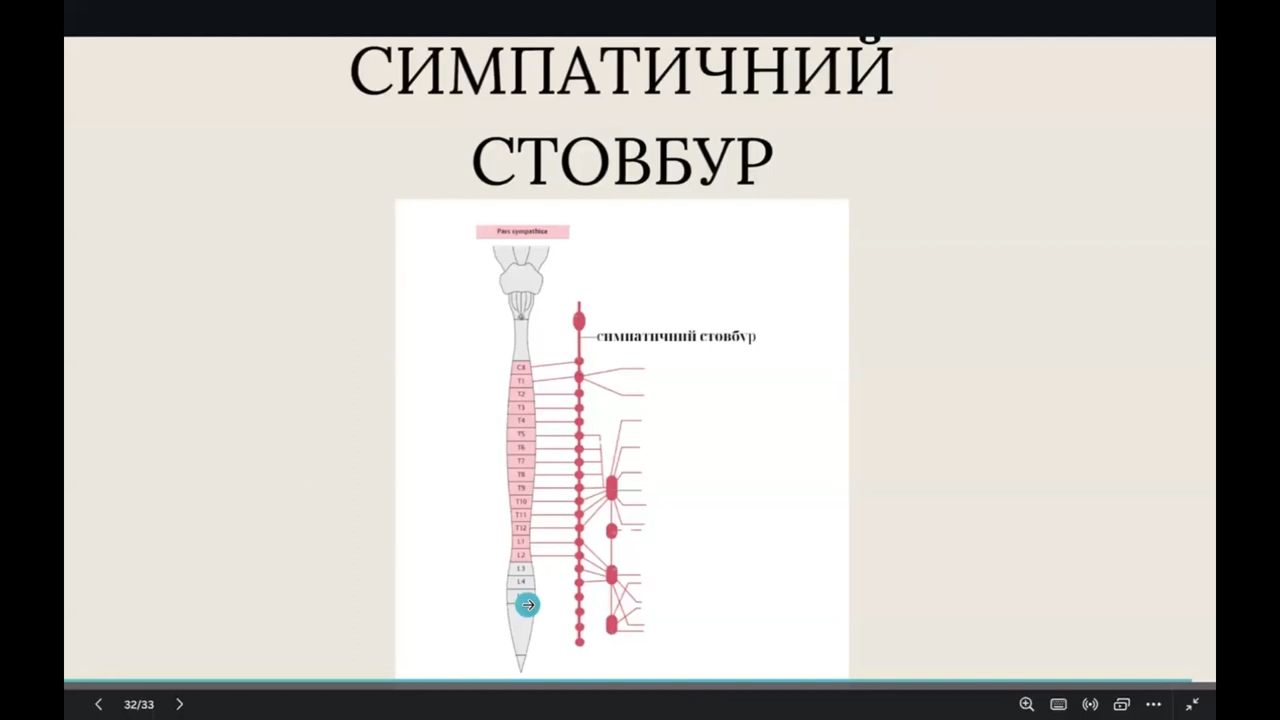 СИМПАТИЧНИЙ
СТОВБУР
Pars sympathica
симпатичний стовбур
C8
T1
T2
T3
T4
T5
T6
T7
T8
T9
T10
T11
T12
L1
L2
L3
L4
32/33